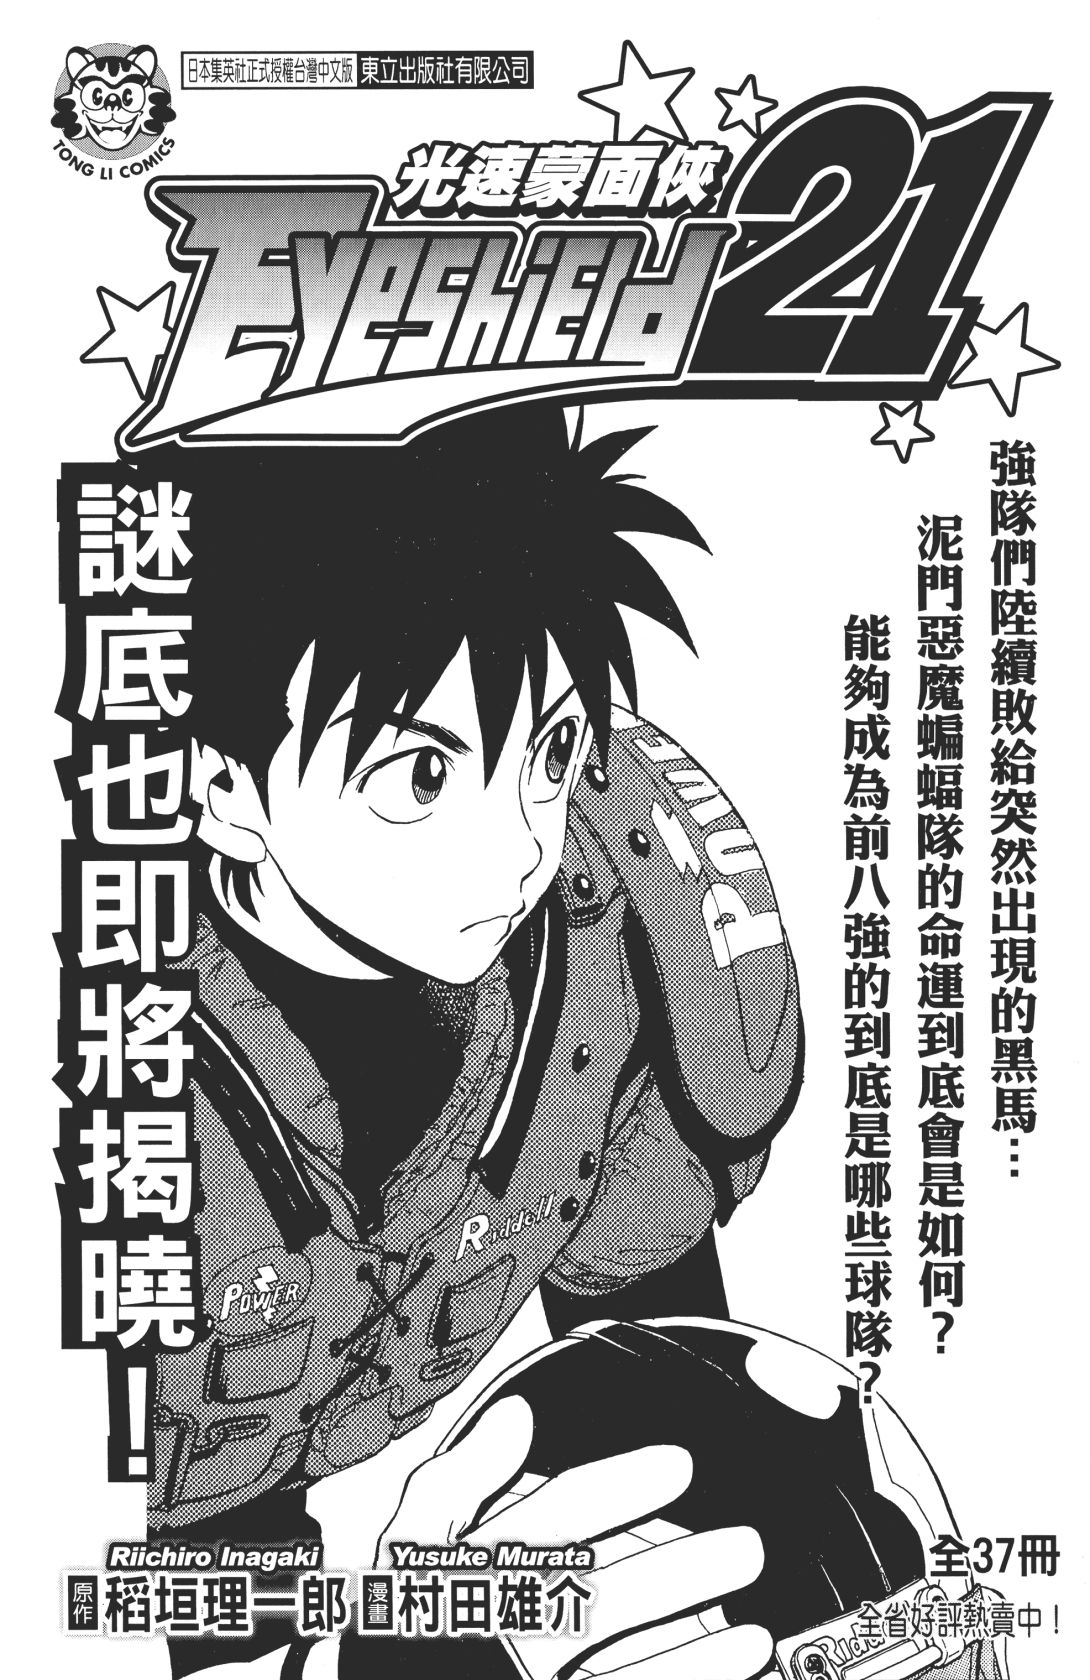 日本集英社正式授權台灣中文版 東立出版社有限公司
TONG LI COMICS
光速蒙面俠
EYESHIELD 21
強隊們陸續敗給突然出現的黑馬…
泥門惡魔蝙蝠隊的命運到底會是如何？
能夠成為前八強的到底是哪些球隊？
謎底也即將揭曉！
POWER
Riddell
POWER
Riichiro Inagaki
原作 稻垣理一郎
Yusuke Murata
漫畫 村田雄介
全37冊
全省好評熱賣中！